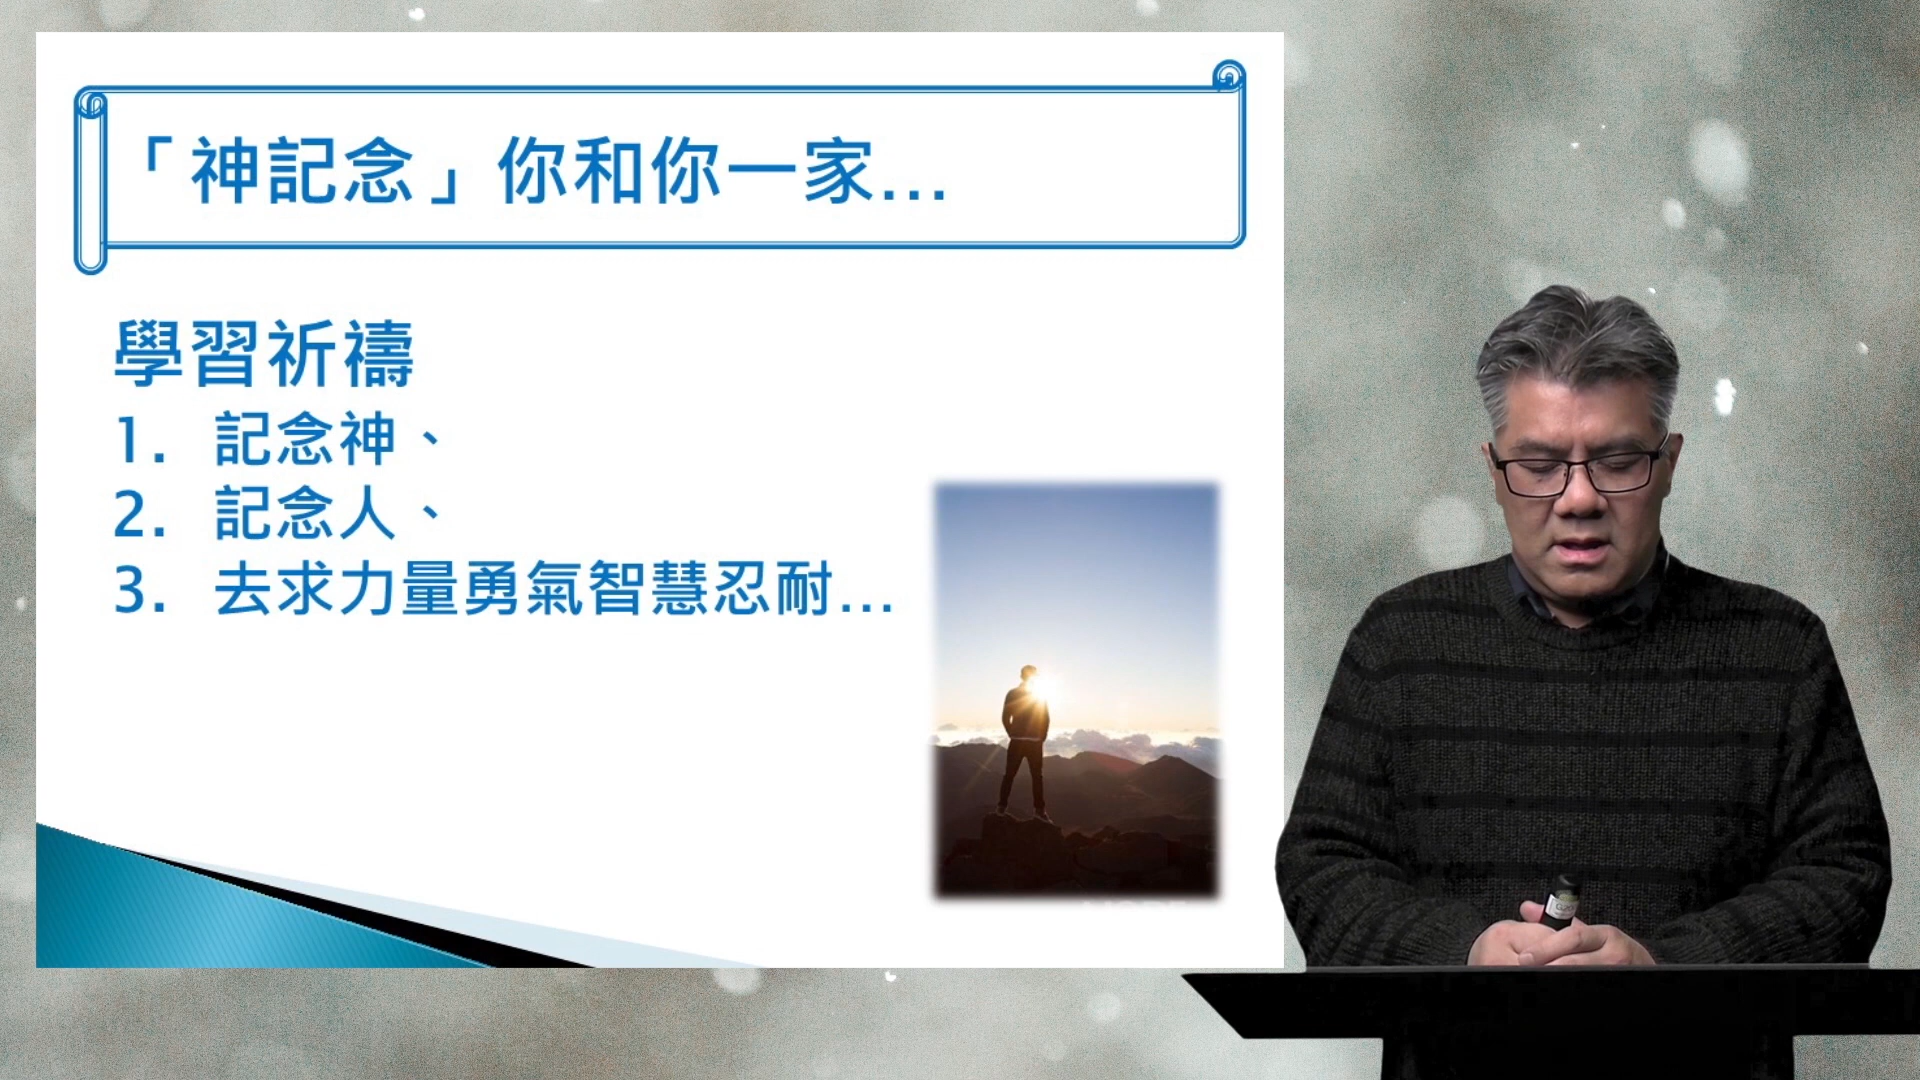 「神記念」你和你一家...
學習祈禱
1. 記念神、
2. 記念人、
3. 去求力量勇氣智慧忍耐...